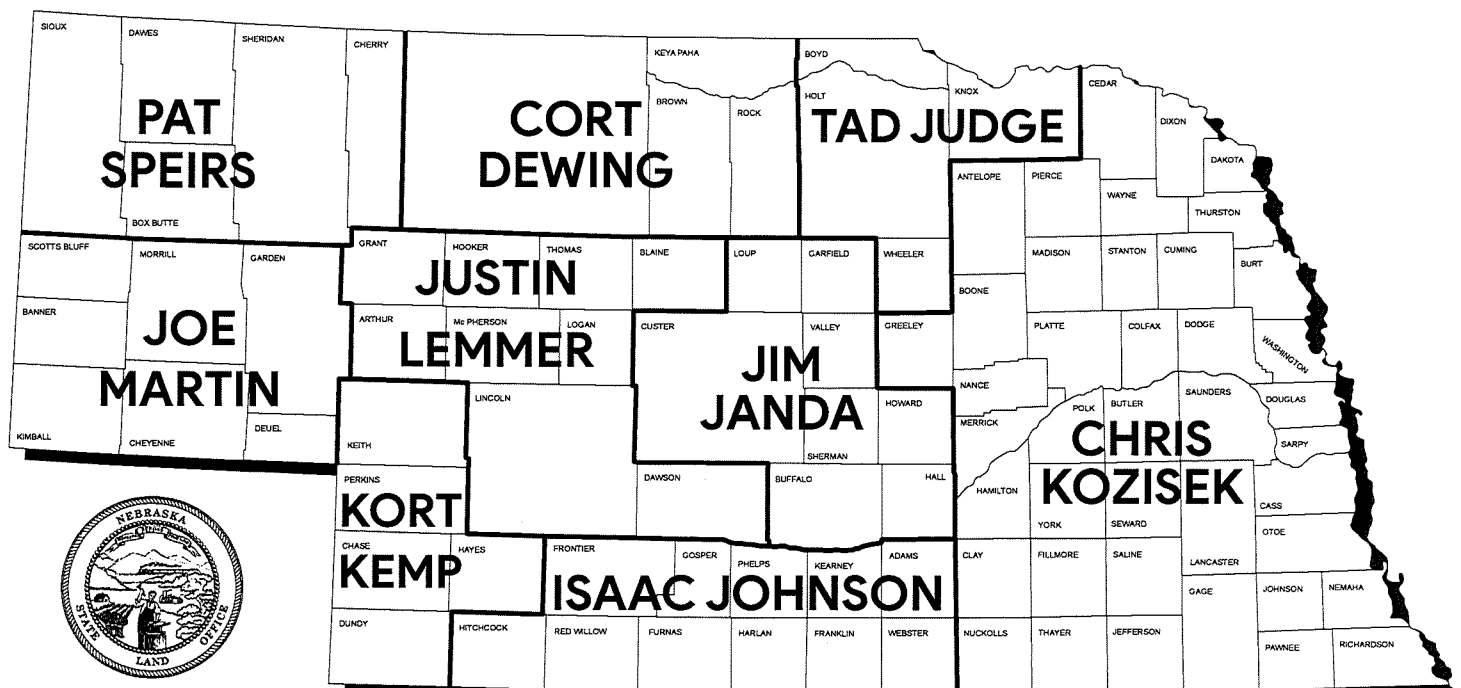 SIOUX
DAWES
SHERIDAN
CHERRY
KEYA PAHA
BOYD
BROWN
ROCK
HOLT
KNOX
CEDAR
DIXON
DAKOTA
PAT
SPEIRS
CORT
DEWING
TAD JUDGE
BOX BUTTE
ANTELOPE
PIERCE
WAYNE
THURSTON
SCOTTS BLUFF
MORRILL
GARDEN
GRANT
HOOKER
THOMAS
BLAINE
LOUP
GARFIELD
WHEELER
MADISON
STANTON
CUMING
BURT
BANNER
JOE
MARTIN
JUSTIN
LEMMER
ARTHUR
Mc PHERSON
LOGAN
CUSTER
VALLEY
GREELEY
BOONE
PLATTE
COLFAX
DODGE
WASHINGTON
JIM
JANDA
KIMBALL
CHEYENNE
DEUEL
KEITH
LINCOLN
SHERMAN
HOWARD
NANCE
MERRICK
POLK
BUTLER
SAUNDERS
DOUGLAS
SARPY
CHRIS
KOZISEK
PERKINS
KORT
KEMP
DAWSON
BUFFALO
HALL
HAMILTON
YORK
SEWARD
CASS
OTOE
LANCASTER
CHASE
HAYES
FRONTIER
GOSPER
PHELPS
KEARNEY
ADAMS
CLAY
FILLMORE
SALINE
ISAAC JOHNSON
GAGE
JOHNSON
NEMAHA
DUNDY
HITCHCOCK
RED WILLOW
FURNAS
HARLAN
FRANKLIN
WEBSTER
NUCKOLLS
THAYER
JEFFERSON
PAWNEE
RICHARDSON
NEBRASKA
STATE
LAND
OFFICE